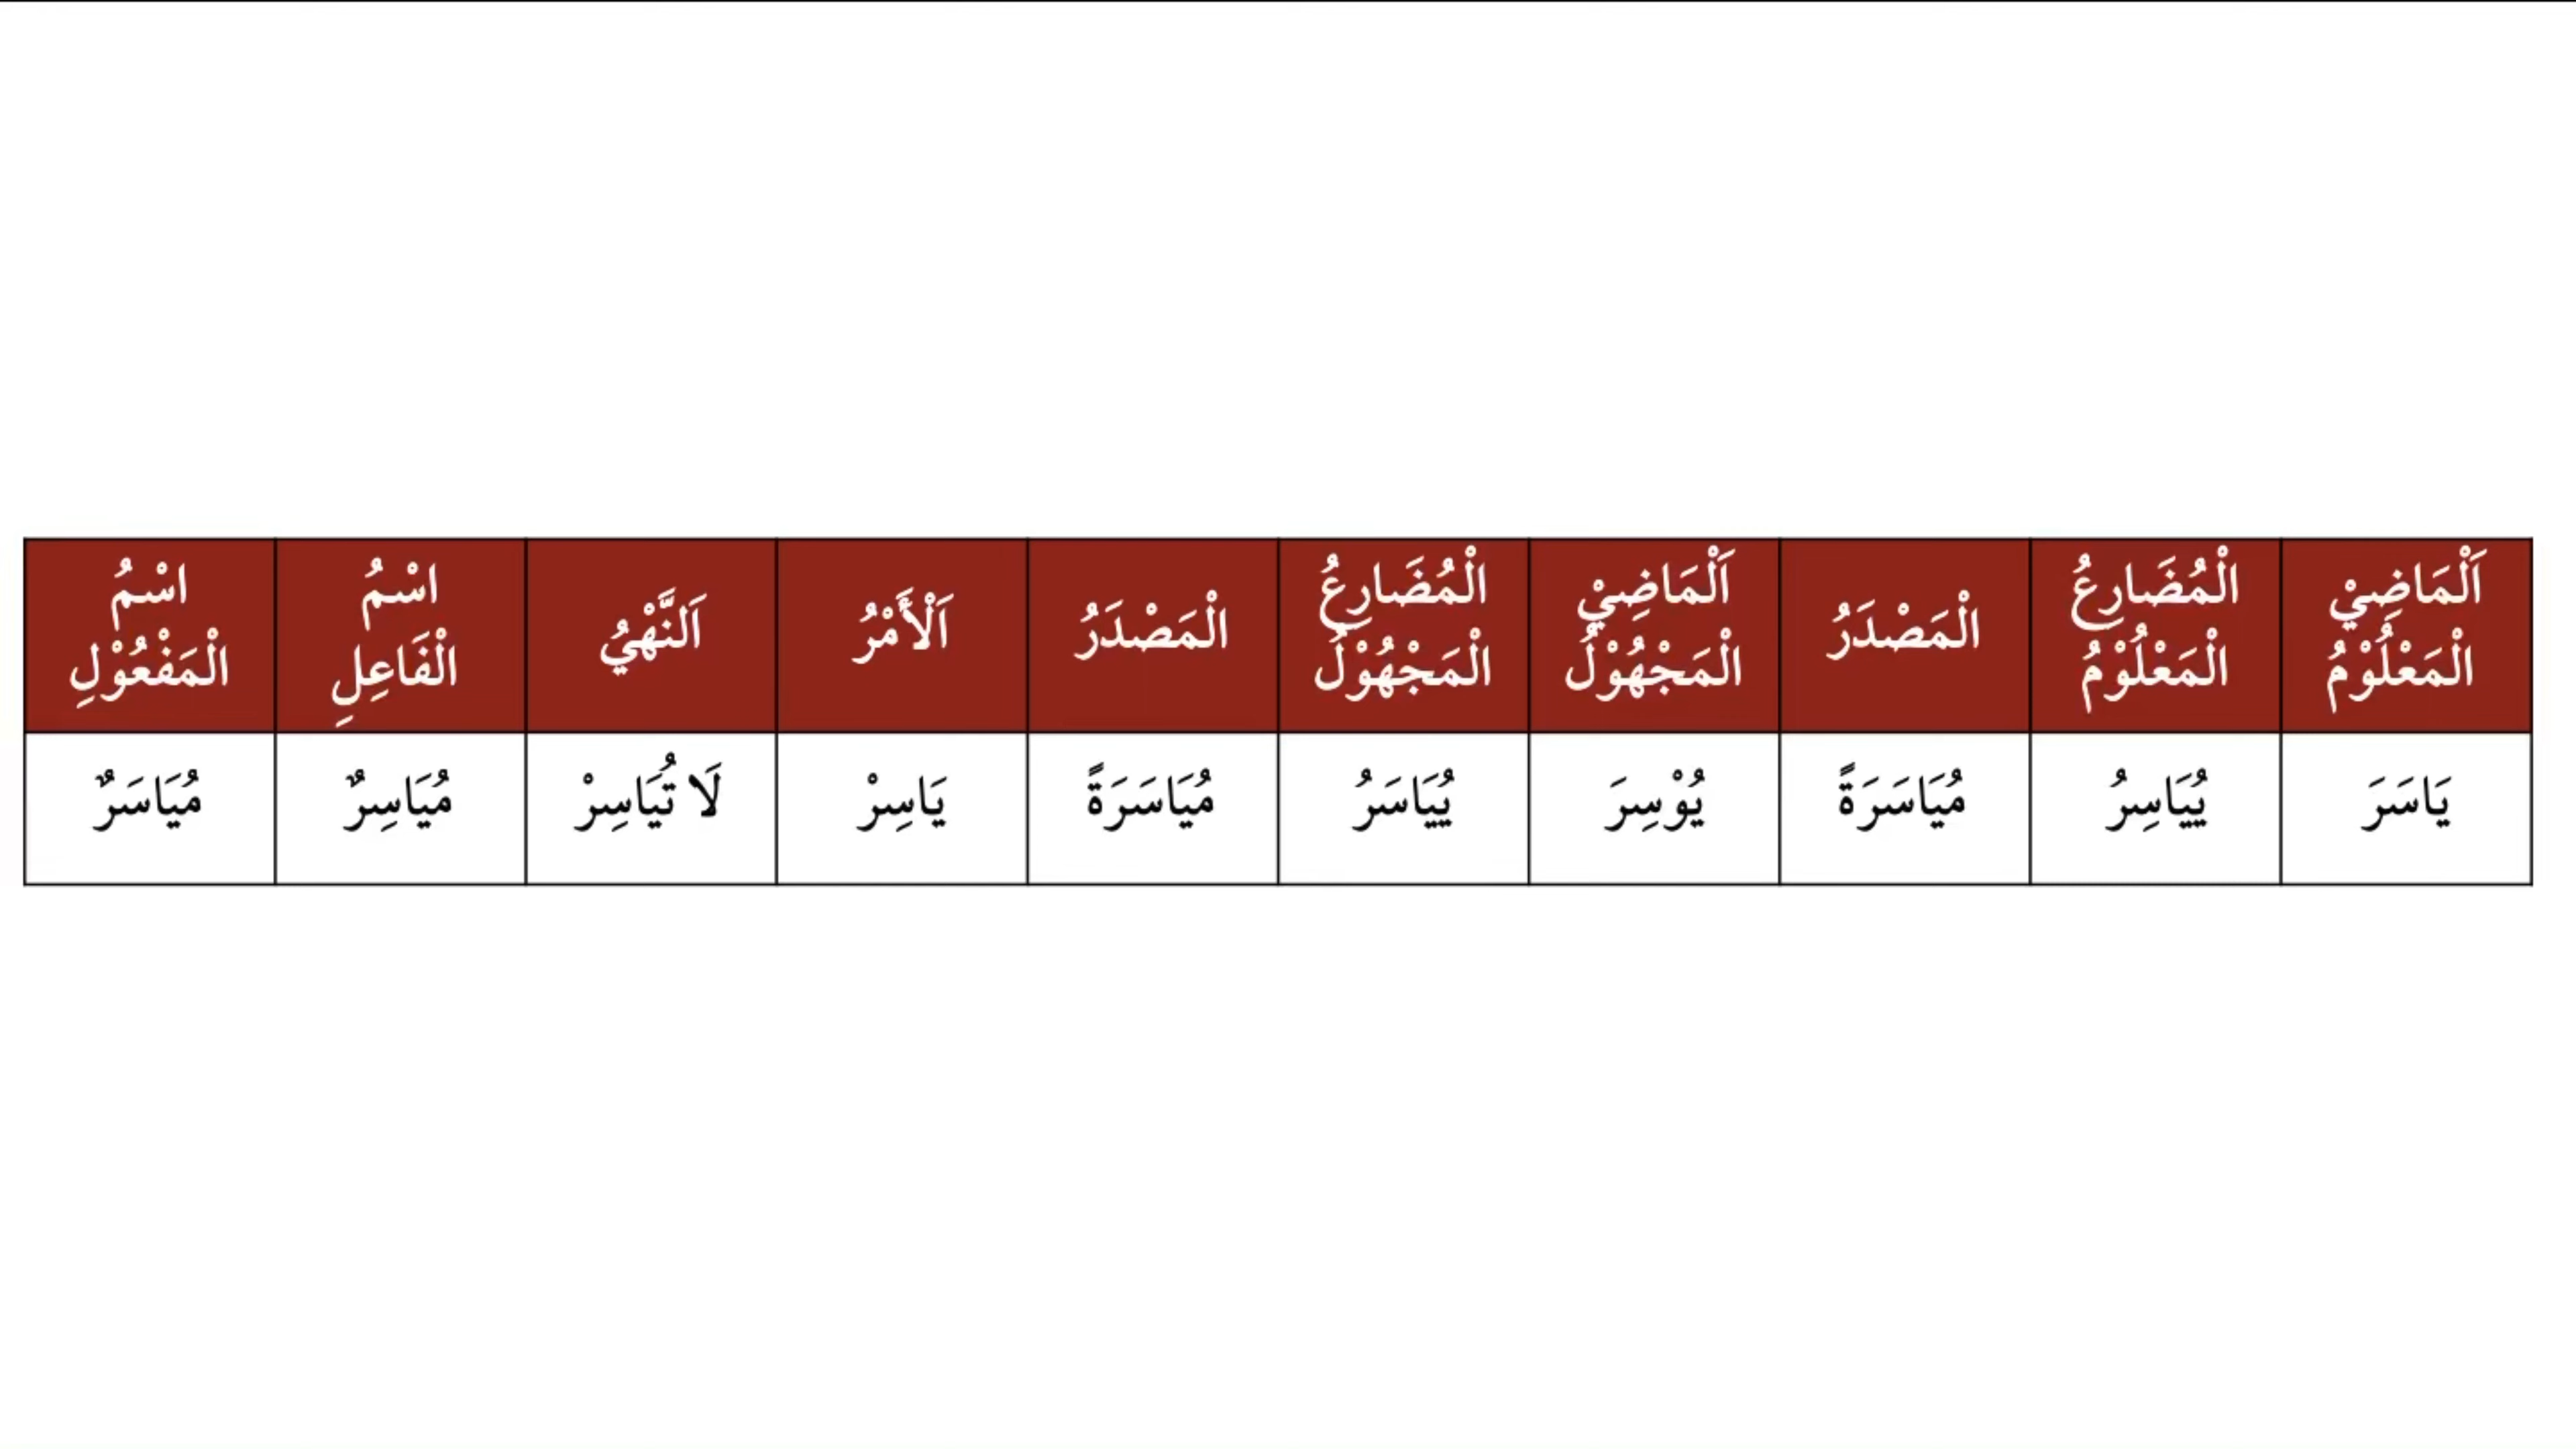 اَلْمَاضِيْ الْمَعْلُوْمُ
الْمُضَارِعُ الْمَعْلُوْمُ
الْمَصْدَرُ
اَلْمَاضِيْ الْمَجْهُوْلُ
الْمُضَارِعُ الْمَجْهُوْلُ
الْمَصْدَرُ
اَلْأَمْرُ
اَلنَّهْيُ
اسْمُ الْفَاعِلِ
اسْمُ الْمَفْعُوْلِ
يَاسَرَ
يُيَاسِرُ
مُيَاسَرَةً
يُوْسِرَ
يُيَاسَرُ
مُيَاسَرَةً
يَاسِرْ
لَا تُيَاسِرْ
مُيَاسِرٌ
مُيَاسَرٌ